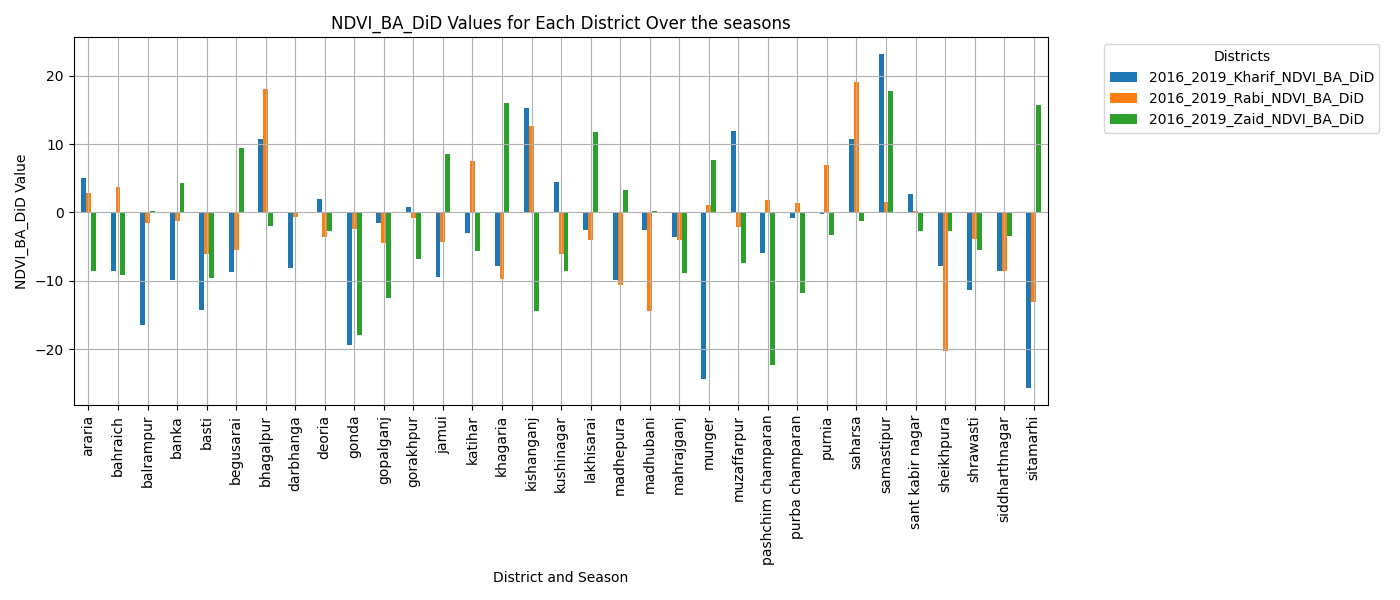 NDVI_BA_DiD Values for Each District Over the seasons
Districts
2016_2019_Kharif_NDVI_BA_DiD
2016_2019_Rabi_NDVI_BA_DiD
2016_2019_Zaid_NDVI_BA_DiD
NDVI_BA_DiD Value
20
10
0
−10
−20
araria
bahraich
balrampur
banka
basti
begusarai
bhagalpur
darbhanga
deoria
gonda
gopalganj
gorakhpur
jamui
katihar
khagaria
kishanganj
kushinagar
lakhisarai
madhepura
madhubani
mahrajganj
munger
muzaffarpur
pashchim champaran
purba champaran
purnia
saharsa
samastipur
sant kabir nagar
sheikhpura
shrawasti
siddharthnagar
sitamarhi
District and Season